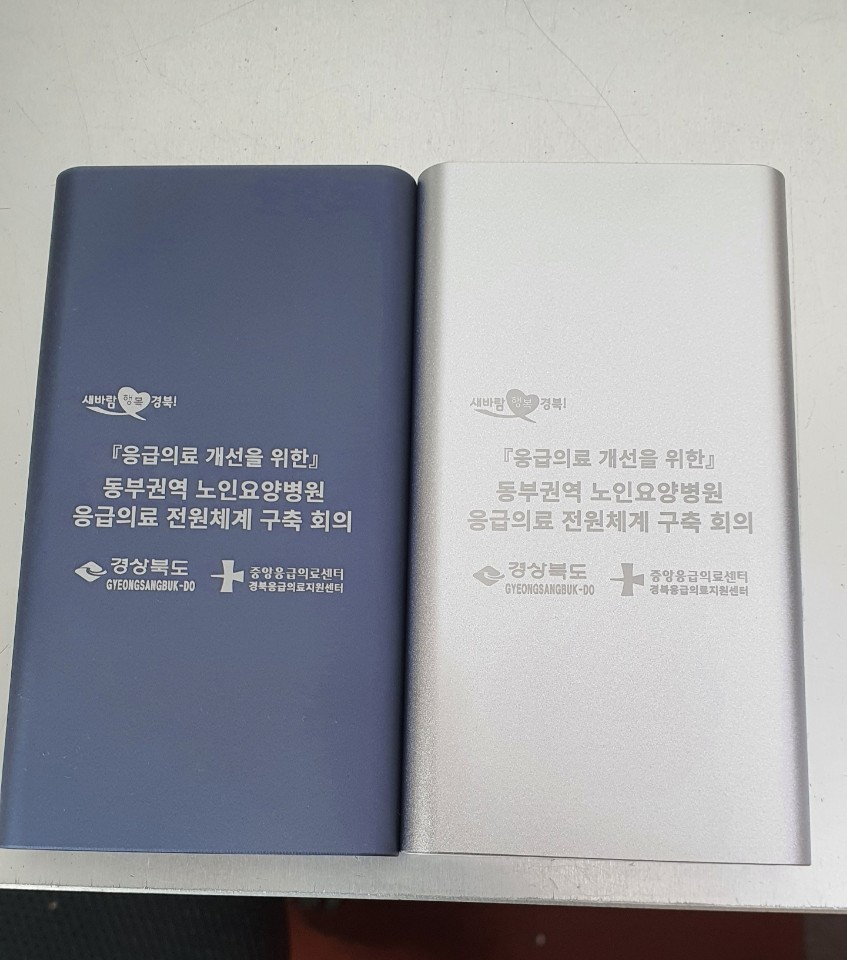 새바람 행복 경북!
『응급의료 개선을 위한』
동부권역 노인요양병원
응급의료 전원체계 구축 회의
경상북도
GYEONGSANGBUK-DO
중앙응급의료센터
경북응급의료지원센터
새바람 행복 경북!
『응급의료 개선을 위한』
동부권역 노인요양병원
응급의료 전원체계 구축 회의
경상북도
GYEONGSANGBUK-DO
중앙응급의료센터
경북응급의료지원센터